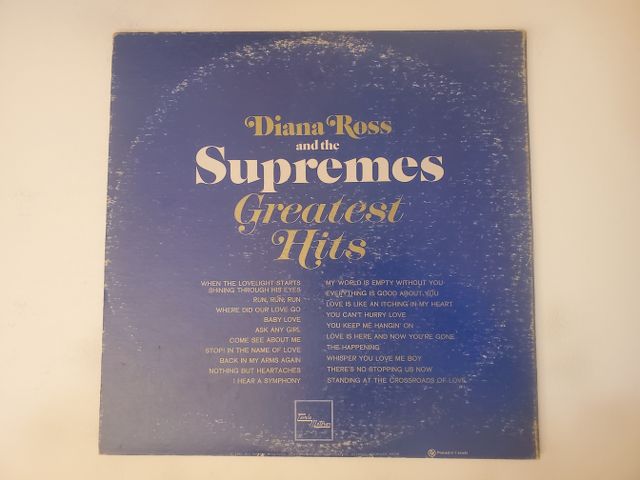 Diana Ross
and the
Supremes
Greatest
Hits
WHEN THE LOVELIGHT STARTS
SHINING THROUGH HIS EYES
RUN, RUN, RUN
WHERE DID OUR LOVE GO
BABY LOVE
ASK ANY GIRL
COME SEE ABOUT ME
STOP! IN THE NAME OF LOVE
BACK IN MY ARMS AGAIN
NOTHING BUT HEARTACHES
I HEAR A SYMPHONY
MY WORLD IS EMPTY WITHOUT YOU
EVERYTHING IS GOOD ABOUT YOU
LOVE IS LIKE AN ITCHING IN MY HEART
YOU CAN'T HURRY LOVE
YOU KEEP ME HANGIN' ON
LOVE IS HERE AND NOW YOU'RE GONE
THE HAPPENING
WHISPER YOU LOVE ME BOY
THERE'S NO STOPPING US NOW
STANDING AT THE CROSSROADS OF LOVE
Tamla
Motown